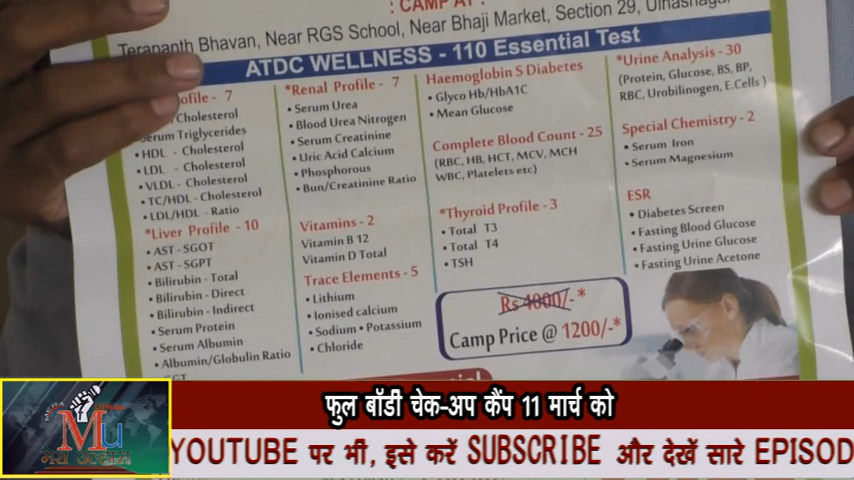 : CAMP AT :
Terapanth Bhavan, Near RGS School, Near Bhaji Market, Section 29, Ulhasnagar
ATDC WELLNESS - 110 Essential Test
ofile - 7
Cholesterol
Serum Triglycerides
• HDL - Cholesterol
• LDL - Cholesterol
• VLDL - Cholesterol
• TC/HDL - Cholesterol
• LDL/HDL - Ratio
*Liver Profile - 10
• AST - SGOT
• AST - SGPT
• Bilirubin - Total
• Bilirubin - Direct
• Bilirubin - Indirect
• Serum Protein
• Serum Albumin
• Albumin/Globulin Ratio
*Renal Profile - 7
• Serum Urea
• Blood Urea Nitrogen
• Serum Creatinine
• Uric Acid Calcium
• Phosphorous
• Bun/Creatinine Ratio
Vitamins - 2
Vitamin B 12
Vitamin D Total
Trace Elements - 5
• Lithium
• Ionised calcium
• Sodium • Potassium
• Chloride
Haemoglobin S Diabetes
• Glyco Hb/HbA1C
• Mean Glucose
Complete Blood Count - 25
(RBC, HB, HCT, MCV, MCH
WBC, Platelets etc)
*Thyroid Profile - 3
• Total T3
• Total T4
• TSH
*Urine Analysis - 30
(Protein, Glucose, BS, BP,
RBC, Urobilinogen, E.Cells )
Special Chemistry - 2
• Serum Iron
• Serum Magnesium
ESR
• Diabetes Screen
• Fasting Blood Glucose
• Fasting Urine Glucose
• Fasting Urine Acetone
Rs 4000/-*
Camp Price @ 1200/-*
Mu
मेरा उल्हास
फुल बॉडी चेक-अप कैंप 11 मार्च को
YOUTUBE पर भी, इसे करें SUBSCRIBE और देखें सारे EPISOD